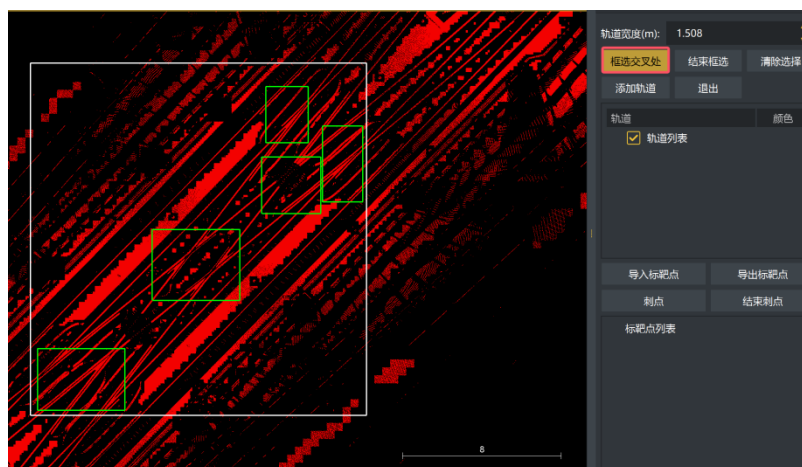 轨道宽度(m): 1.508
框选交叉处 结束框选 清除选择
添加轨道 退出
轨道 颜色
轨道列表
导入标靶点 导出标靶点
刺点 结束刺点
标靶点列表
8